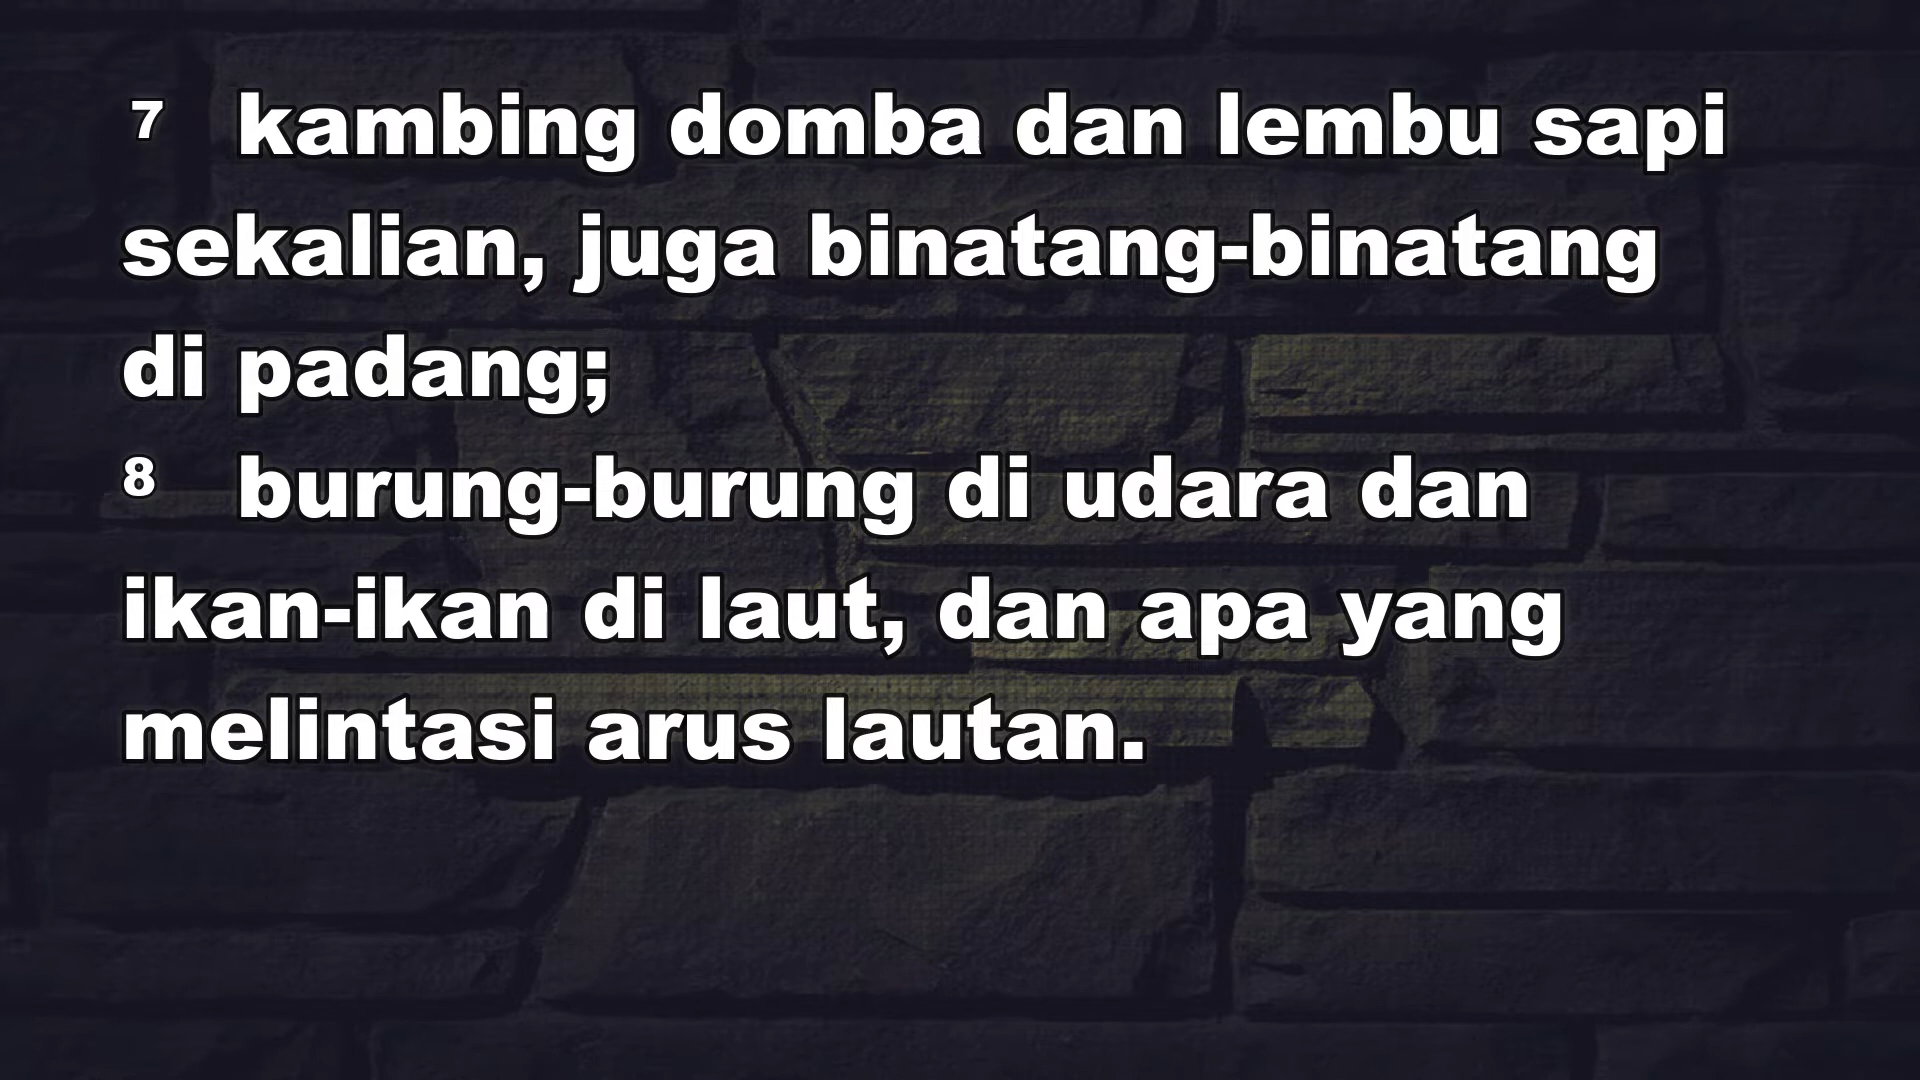 7 kambing domba dan lembu sapi
sekalian, juga binatang-binatang
di padang;
8 burung-burung di udara dan
ikan-ikan di laut, dan apa yang
melintasi arus lautan.